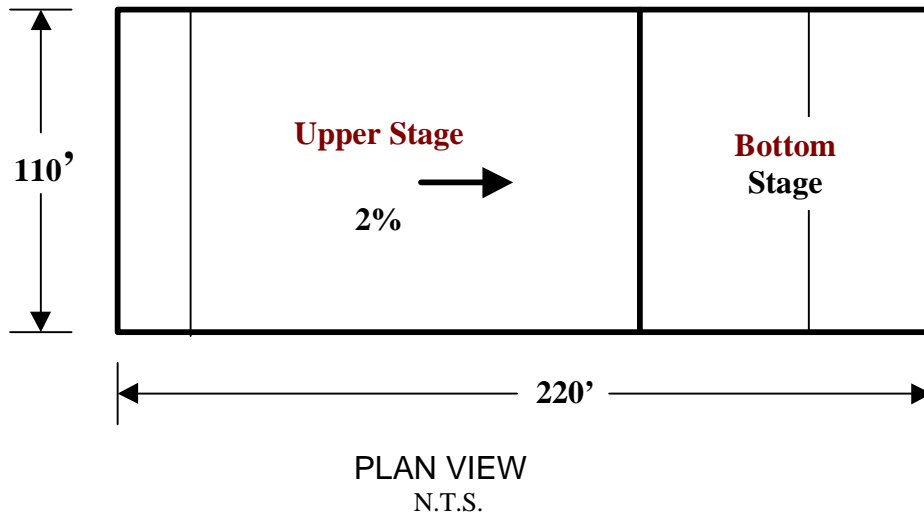 Upper Stage
110’
2%
Bottom
Stage
220’
PLAN VIEW
N.T.S.